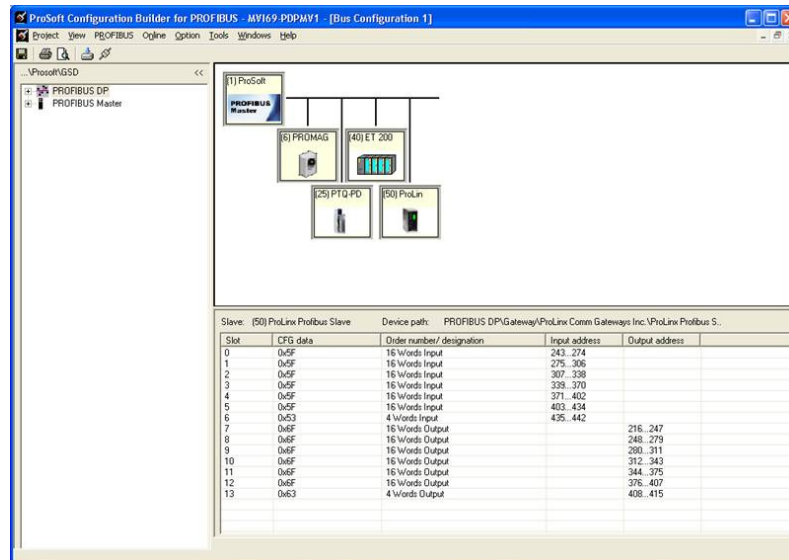 ProSoft Configuration Builder for PROFIBUS - MVI69-PDPMV1 - [Bus Configuration 1]
Project View PROFIBUS Online Option Tools Windows Help
...\Prosoft\GSD <<
PROFIBUS DP
PROFIBUS Master
(1) ProSoft
PROFIBUS
Master
(6) PROMAG (40) ET 200
(25) PTQ-PD (50) ProLin
Slave: (50) ProLinx Profibus Slave Device path: PROFIBUS DP\Gateway\ProLinx Comm Gateways Inc.\ProLinx Profibus S..
Slot CFG data Order number/ designation Input address Output address
0 0x5F 16 Words Input 243...274
1 0x5F 16 Words Input 275...306
2 0x5F 16 Words Input 307...338
3 0x5F 16 Words Input 339...370
4 0x5F 16 Words Input 371...402
5 0x5F 16 Words Input 403...434
6 0x53 4 Words Input 435...442
7 0x6F 16 Words Output 216...247
8 0x6F 16 Words Output 248...279
9 0x6F 16 Words Output 280...311
10 0x6F 16 Words Output 312...343
11 0x6F 16 Words Output 344...375
12 0x6F 16 Words Output 376...407
13 0x63 4 Words Output 408...415